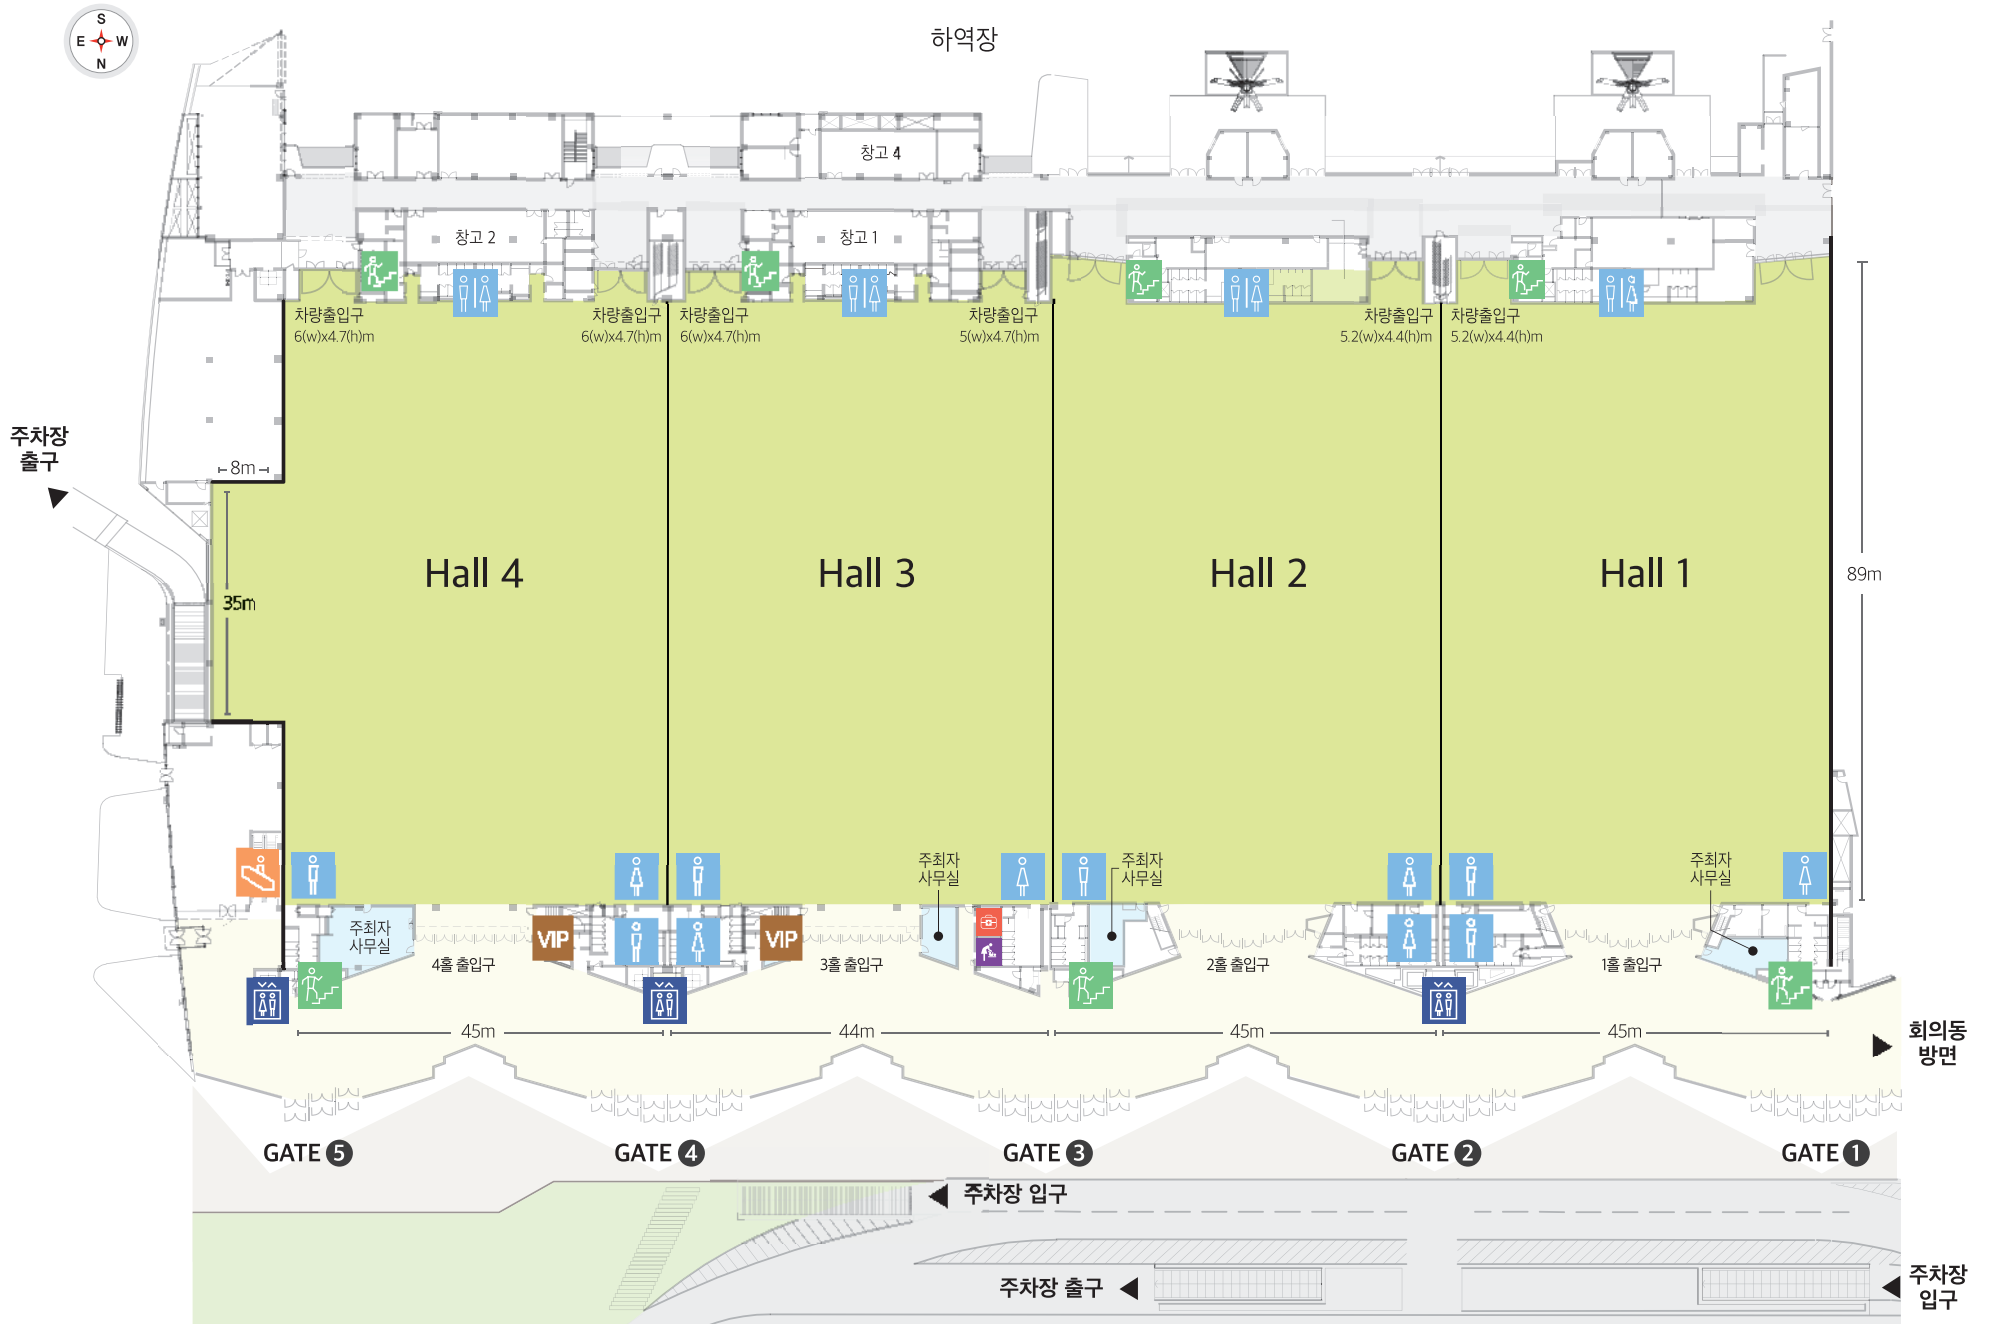 S
E W
N
하역장
창고 4
창고 2
창고 1
차량출입구
6(w)x4.7(h)m
차량출입구
6(w)x4.7(h)m
차량출입구
6(w)x4.7(h)m
차량출입구
5(w)x4.7(h)m
차량출입구
5.2(w)x4.4(h)m
차량출입구
5.2(w)x4.4(h)m
주차장
출구
8m
35m
Hall 4
Hall 3
Hall 2
Hall 1
89m
주최자
사무실
주최자
사무실
주최자
사무실
주최자
사무실
VIP
VIP
4홀 출입구
3홀 출입구
2홀 출입구
1홀 출입구
45m
44m
45m
45m
회의동
방면
GATE 5
GATE 4
GATE 3
GATE 2
GATE 1
주차장 입구
주차장 출구
주차장
입구